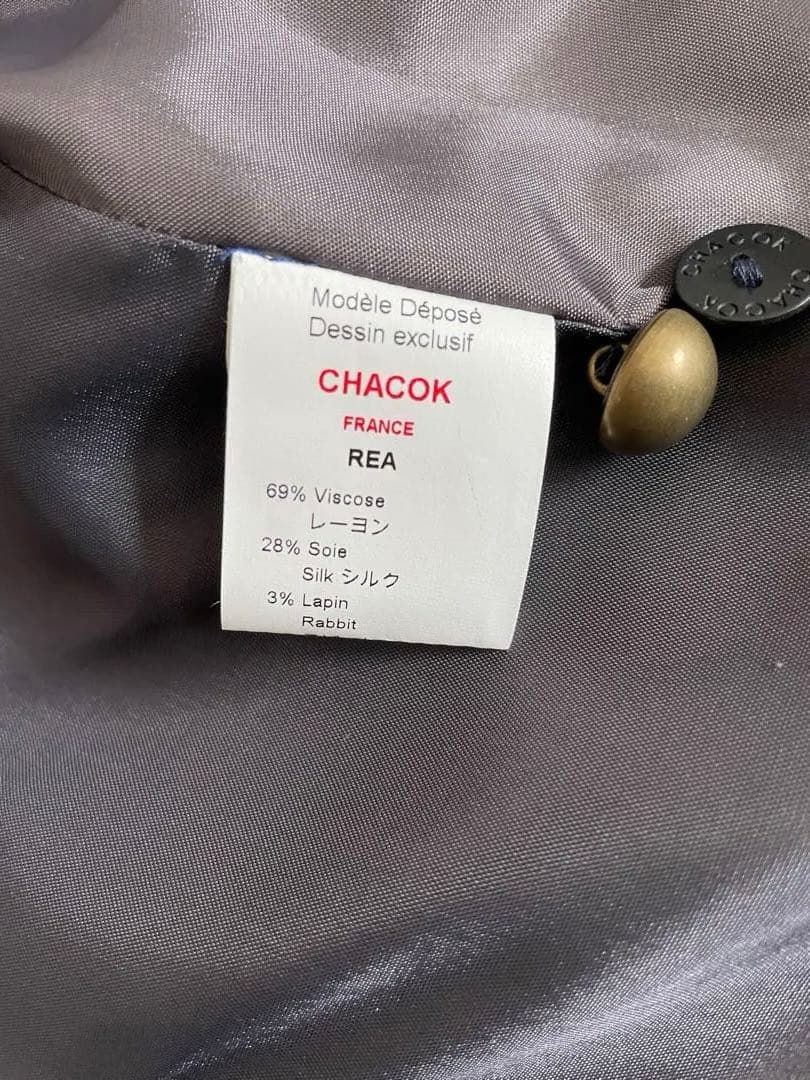 Modèle Déposé
Dessin exclusif
CHACOK
FRANCE
REA
69% Viscose
レーヨン
28% Soie
Silk シルク
3% Lapin
Rabbit
CHACOK
CHACOK